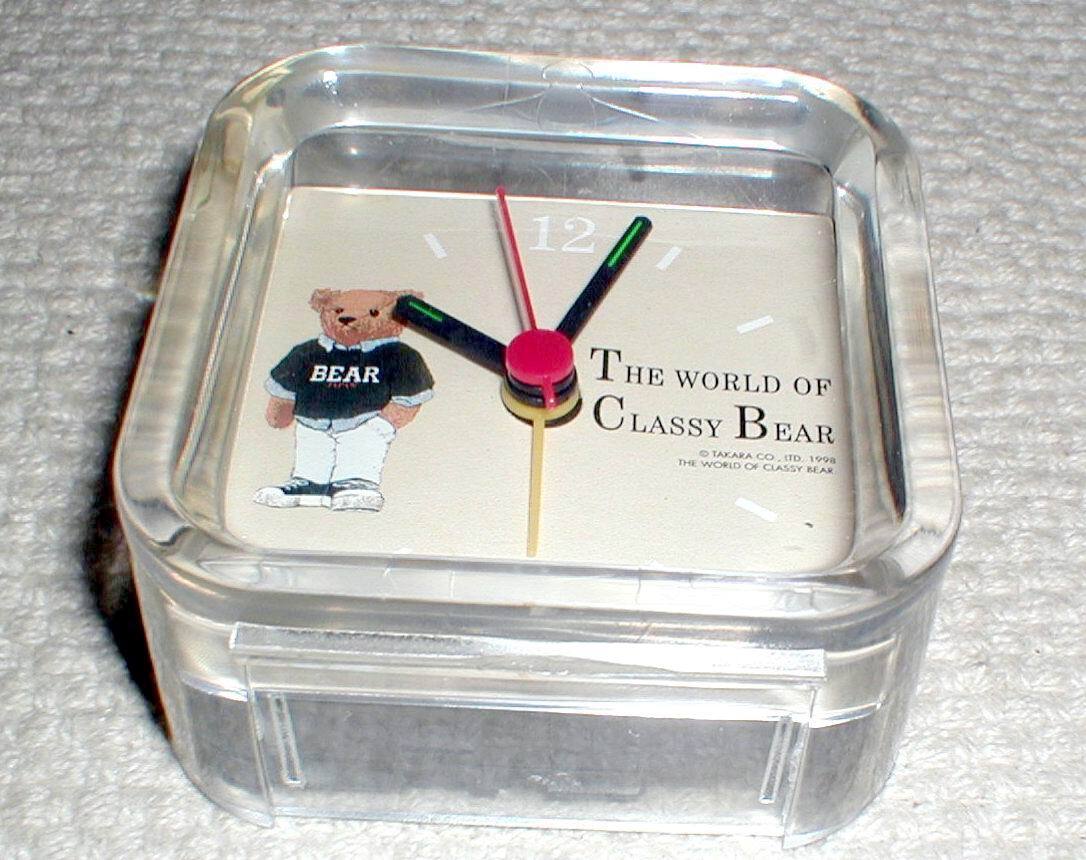 12
BEAR
THE WORLD OF
CLASSY BEAR
© TAKARA CO., LTD. 1998
THE WORLD OF CLASSY BEAR